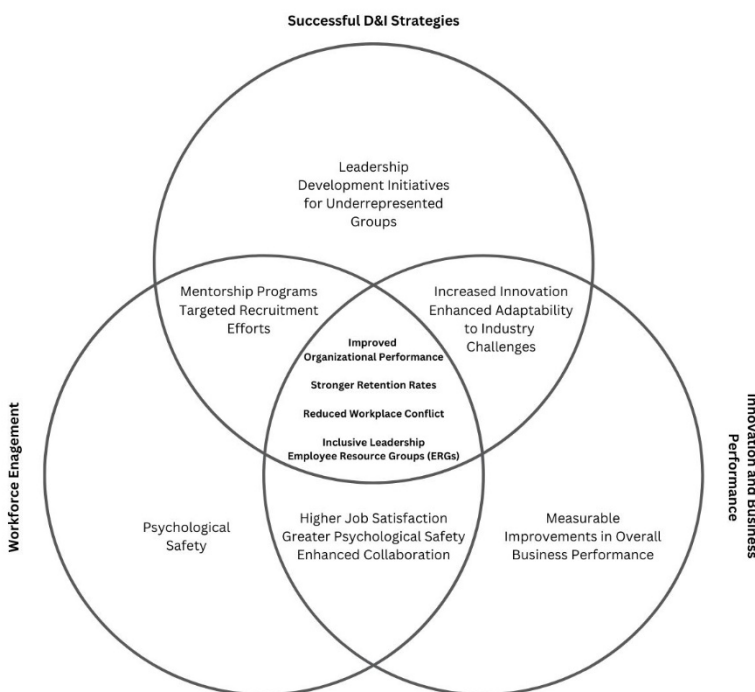 Successful D&I Strategies
Leadership
Development Initiatives
for Underrepresented
Groups
Mentorship Programs
Targeted Recruitment
Efforts
Increased Innovation
Enhanced Adaptability
to Industry
Challenges
Improved
Organizational Performance
Stronger Retention Rates
Reduced Workplace Conflict
Inclusive Leadership
Employee Resource Groups (ERGs)
Workforce Enagement
Innovation and Business
Performance
Psychological
Safety
Higher Job Satisfaction
Greater Psychological Safety
Enhanced Collaboration
Measurable
Improvements in Overall
Business Performance